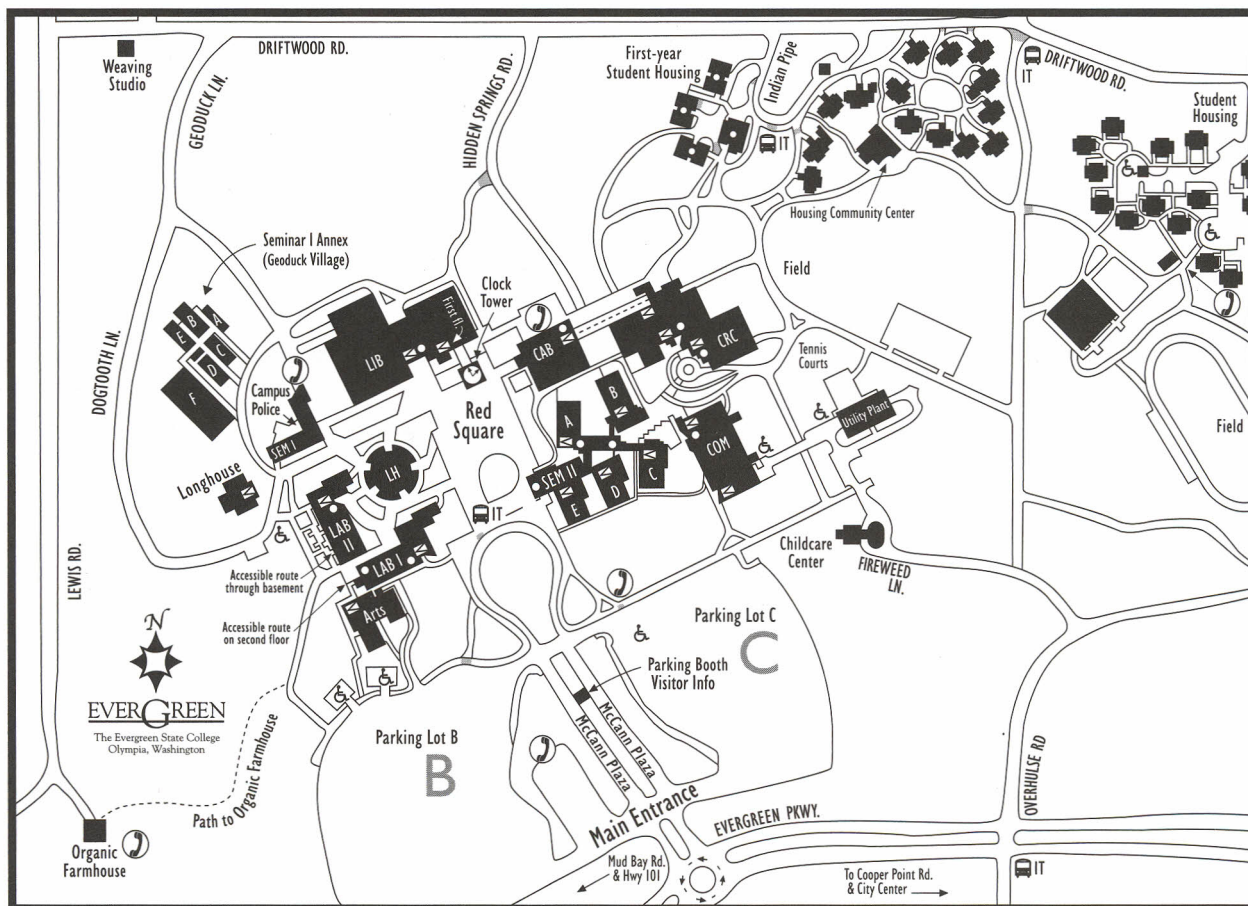 DRIFTWOOD RD.
Weaving
Studio
GEODUCK LN.
HIDDEN SPRINGS RD.
First-year
Student Housing
Indian Pipe
IT
IT
DRIFTWOOD RD.
Student
Housing
Housing Community Center
Seminar I Annex
(Geoduck Village)
Clock
Tower
First fl.
Field
DOGTOOTH LN.
B
A
E
C
D
F
LIB
CAB
CRC
Tennis
Courts
Campus
Police
SEM I
Red
Square
A
B
Utility Plant
Field
Longhouse
LH
SEM II
C
D
E
COM
IT
LAB
II
LAB I
Childcare
Center
FIREWEED
LN.
LEWIS RD.
Accessible route
through basement
Arts
Accessible route
on second floor
N
Parking Lot C
C
Parking Booth
Visitor Info
EVERGREEN
The Evergreen State College
Olympia, Washington
Parking Lot B
B
McCann Plaza
McCann Plaza
OVERHULSE RD
Path to Organic Farmhouse
Main Entrance
EVERGREEN PKWY.
Organic
Farmhouse
Mud Bay Rd.
& Hwy 101
To Cooper Point Rd.
& City Center
IT